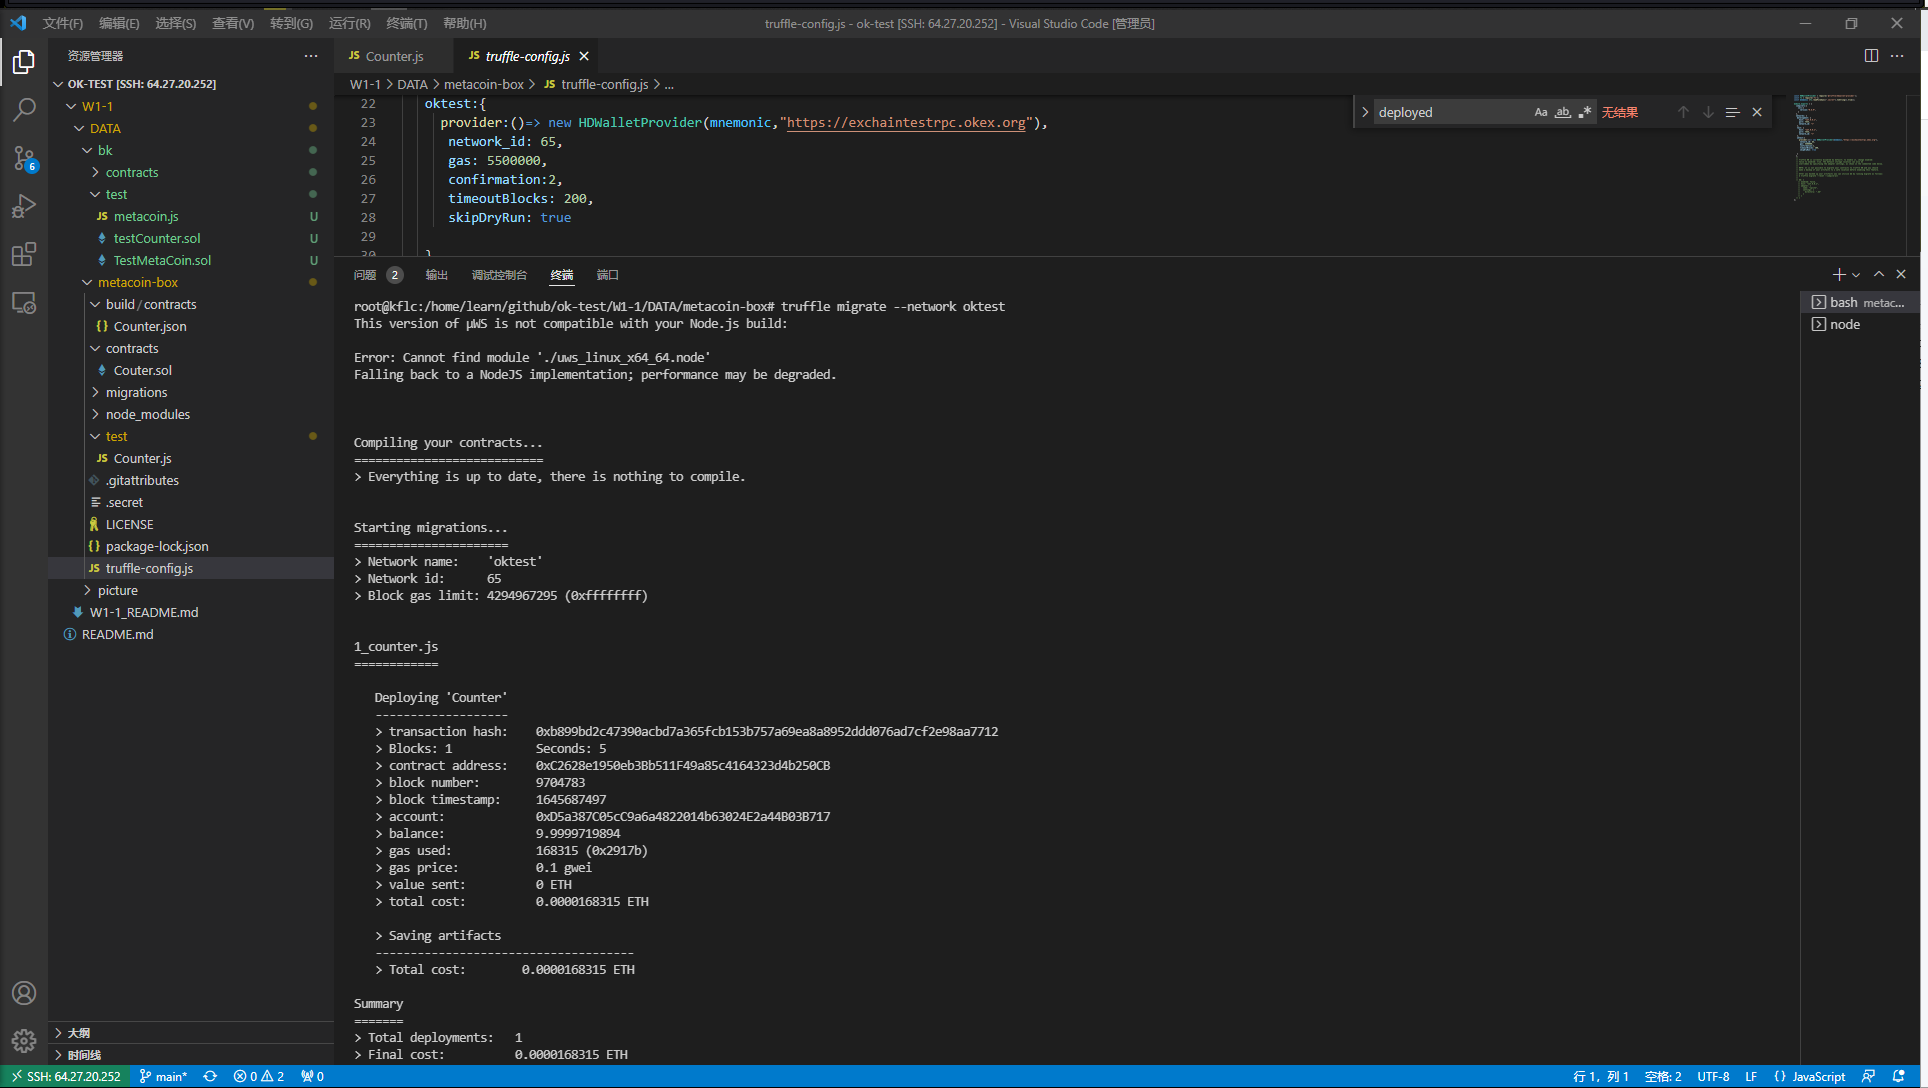 文件(F) 编辑(E) 选择(S) 查看(V) 转到(G) 运行(R) 终端(T) 帮助(H)
truffle-config.js - ok-test [SSH: 64.27.20.252] - Visual Studio Code [管理员]
资源管理器
OK-TEST [SSH: 64.27.20.252]
W1-1
DATA
bk
contracts
test
metacoin.js U
testCounter.sol U
TestMetaCoin.sol U
metacoin-box
build / contracts
Counter.json
contracts
Couter.sol
migrations
node_modules
test
Counter.js
.gitattributes
.secret
LICENSE
package-lock.json
truffle-config.js
picture
W1-1_README.md
README.md
大纲
时间线
6
Counter.js
truffle-config.js
W1-1 > DATA > metacoin-box > JS truffle-config.js > ...
22 oktest:{
23 provider:()=> new HDWalletProvider(mnemonic,"https://exchaintestrpc.okex.org"),
24 network_id: 65,
25 gas: 5500000,
26 confirmation:2,
27 timeoutBlocks: 200,
28 skipDryRun: true
29
30 }
deployed Aa ab .* 无结果
问题 2 输出 调试控制台 终端 端口
bash metac...
node
root@kflc:/home/learn/github/ok-test/W1-1/DATA/metacoin-box# truffle migrate --network oktest
This version of µWS is not compatible with your Node.js build:
Error: Cannot find module './uws_linux_x64_64.node'
Falling back to a NodeJS implementation; performance may be degraded.
Compiling your contracts...
===========================
> Everything is up to date, there is nothing to compile.
Starting migrations...
======================
> Network name:    'oktest'
> Network id:      65
> Block gas limit: 4294967295 (0xffffffff)
1_counter.js
============
Deploying 'Counter'
-------------------
> transaction hash:    0xb899bd2c47390acbd7a365fcb153b757a69ea8a8952ddd076ad7cf2e98aa7712
> Blocks: 1            Seconds: 5
> contract address:    0xC2628e1950eb3Bb511F49a85c4164323d4b250CB
> block number:        9704783
> block timestamp:     1645687497
> account:             0xD5a387C05cC9a6a4822014b63024E2a44B03B717
> balance:             9.9999719894
> gas used:            168315 (0x2917b)
> gas price:           0.1 gwei
> value sent:          0 ETH
> total cost:          0.0000168315 ETH
> Saving artifacts
-------------------------------------
> Total cost:        0.0000168315 ETH
Summary
=======
> Total deployments:   1
> Final cost:          0.0000168315 ETH
SSH: 64.27.20.252 main* 0 2 0
行 1，列 1 空格: 2 UTF-8 LF {} JavaScript